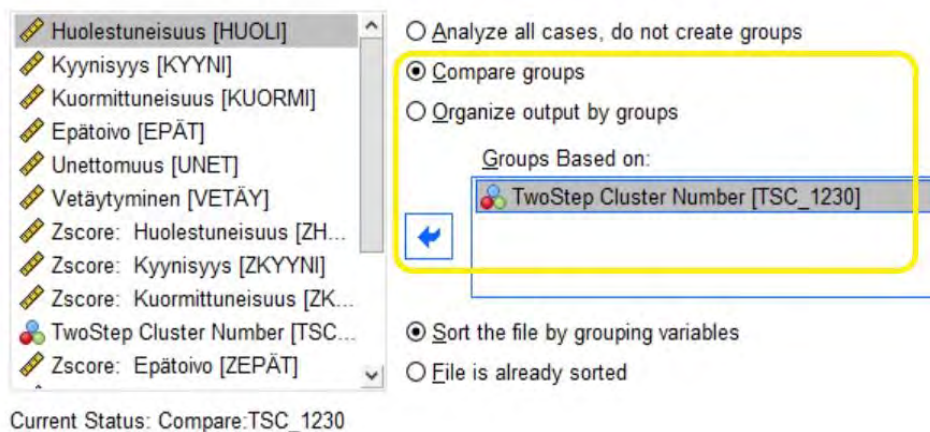 Huolestuneisuus [HUOLI]
Kyynisyys [KYYNI]
Kuormittuneisuus [KUORMI]
Epätoivo [EPÄT]
Unettomuus [UNET]
Vetäytyminen [VETÄY]
Zscore: Huolestuneisuus [ZH...
Zscore: Kyynisyys [ZKYYNI]
Zscore: Kuormittuneisuus [ZK...
TwoStep Cluster Number [TSC...
Zscore: Epätoivo [ZEPÄT]
Analyze all cases, do not create groups
Compare groups
Organize output by groups
Groups Based on:
TwoStep Cluster Number [TSC_1230]
Sort the file by grouping variables
File is already sorted
Current Status: Compare:TSC_1230